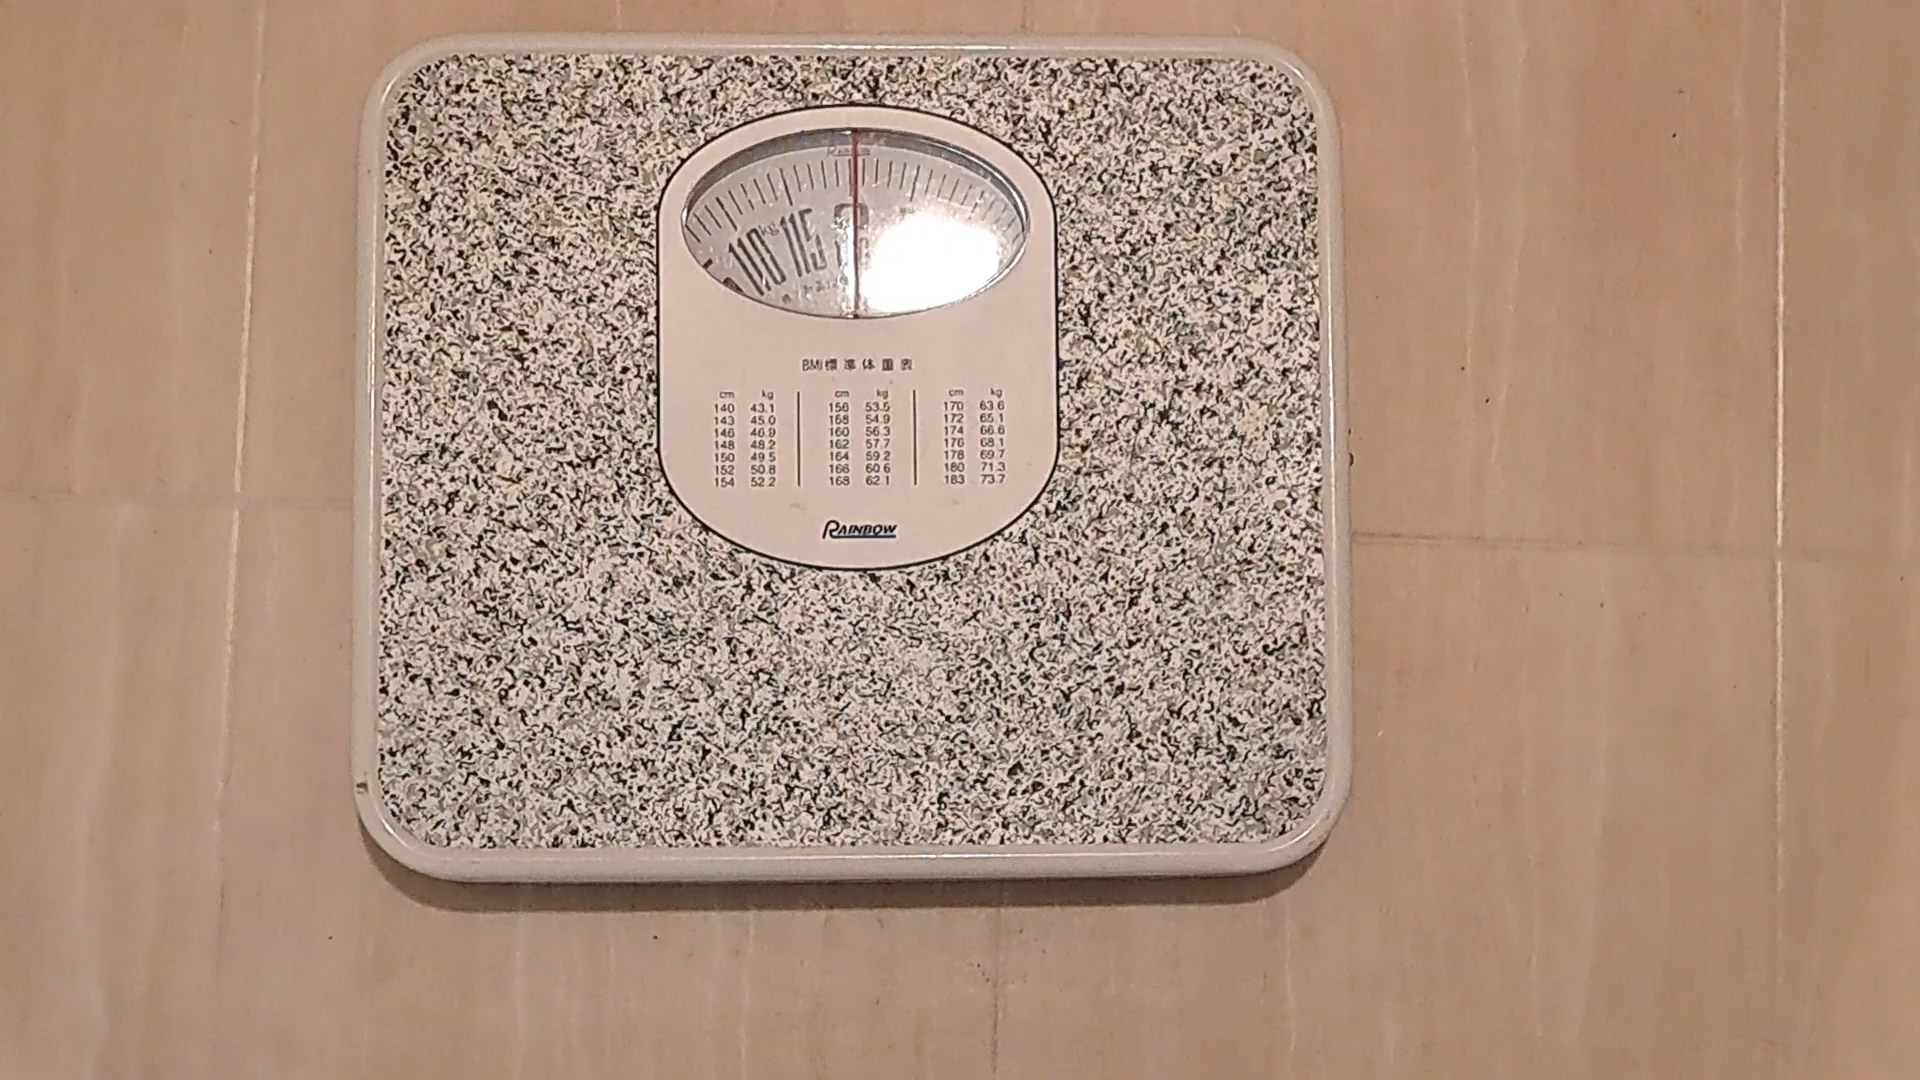 RAINBOW
110kg 115
BMI標準体重表
cm kg cm kg cm kg
140 43.1 156 53.5 170 63.6
143 45.0 158 54.9 172 65.1
146 46.9 160 56.3 174 66.6
148 48.2 162 57.7 176 68.1
150 49.5 164 59.2 178 69.7
152 50.8 166 60.6 180 71.3
154 52.2 168 62.1 183 73.7
RAINBOW